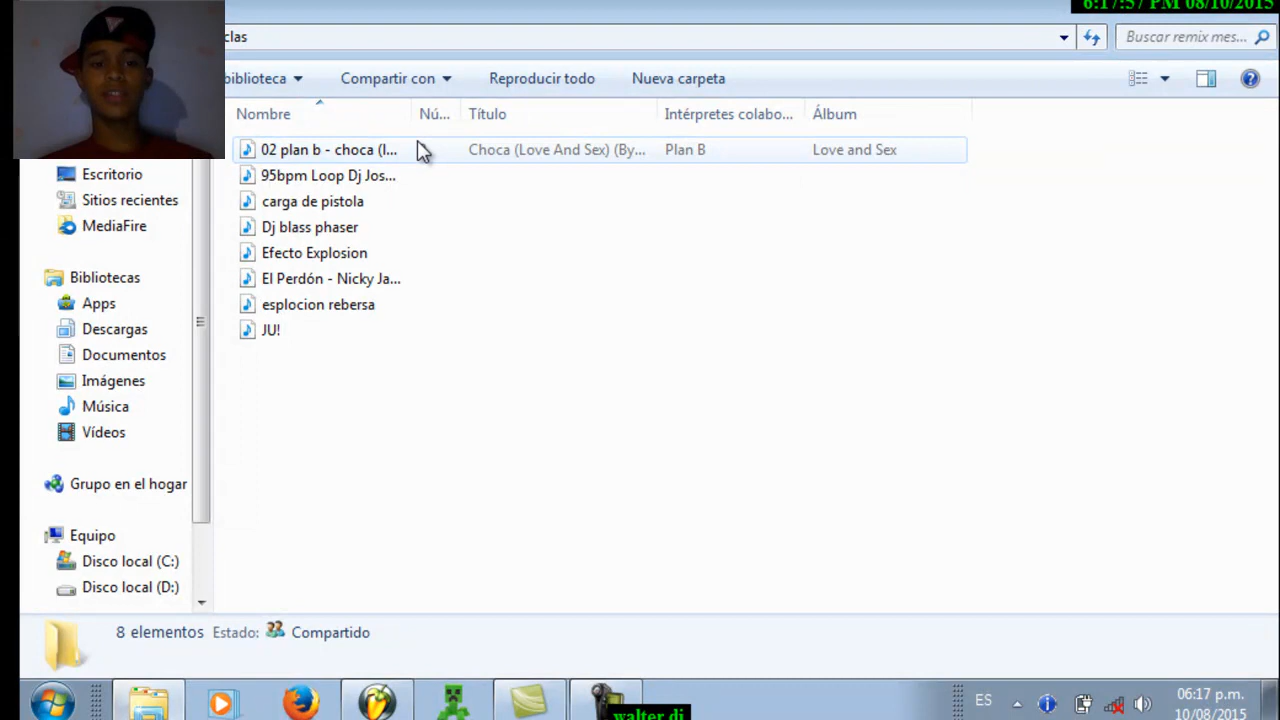 6:17:57 PM 08/10/2015
clas
Buscar remix mes...
biblioteca
Compartir con
Reproducir todo
Nueva carpeta
Nombre
Nú...
Título
Intérpretes colabo...
Álbum
02 plan b - choca (l...
Choca (Love And Sex) (By...
Plan B
Love and Sex
95bpm Loop Dj Jos...
carga de pistola
Dj blass phaser
Efecto Explosion
El Perdón - Nicky Ja...
esplocion rebersa
JU!
Escritorio
Sitios recientes
MediaFire
Bibliotecas
Apps
Descargas
Documentos
Imágenes
Música
Vídeos
Grupo en el hogar
Equipo
Disco local (C:)
Disco local (D:)
8 elementos
Estado:
Compartido
ES
06:17 p.m.
10/08/2015
walter dj